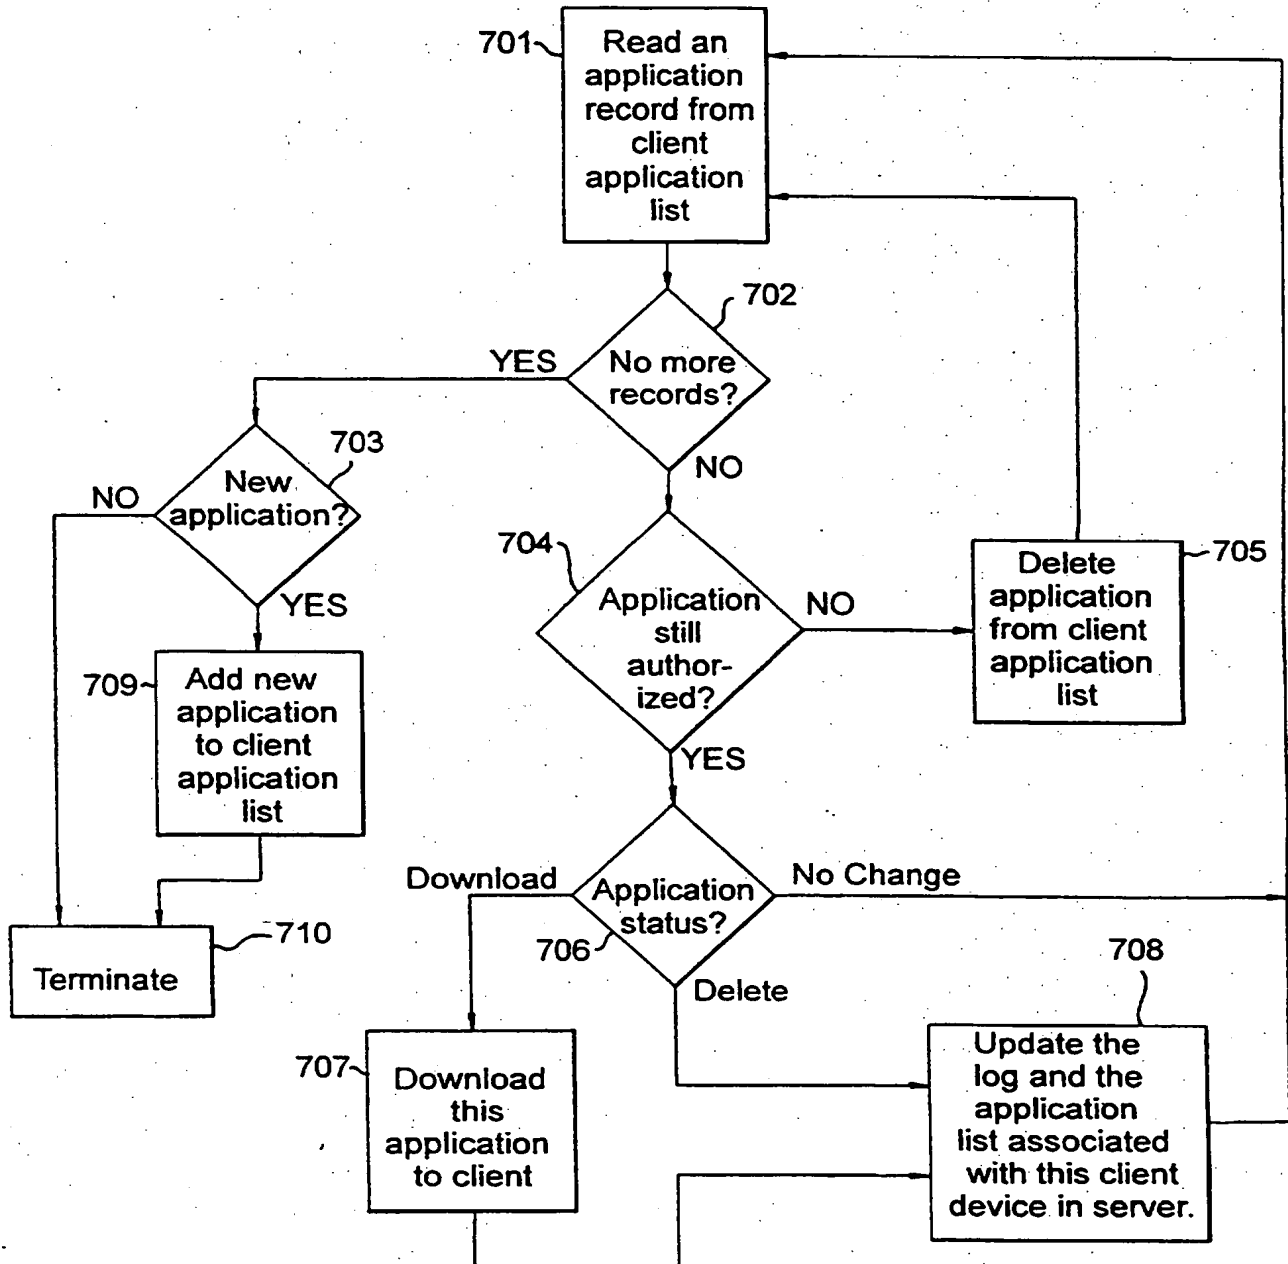 701
Read an
application
record from
client
application
list
702
No more
records?
YES
NO
703
New
application?
NO
YES
704
Application
still
author-
ized?
NO
YES
705
Delete
application
from client
application
list
709
Add new
application
to client
application
list
710
Terminate
706
Application
status?
Download
No Change
Delete
707
Download
this
application
to client
708
Update the
log and the
application
list associated
with this client
device in server.